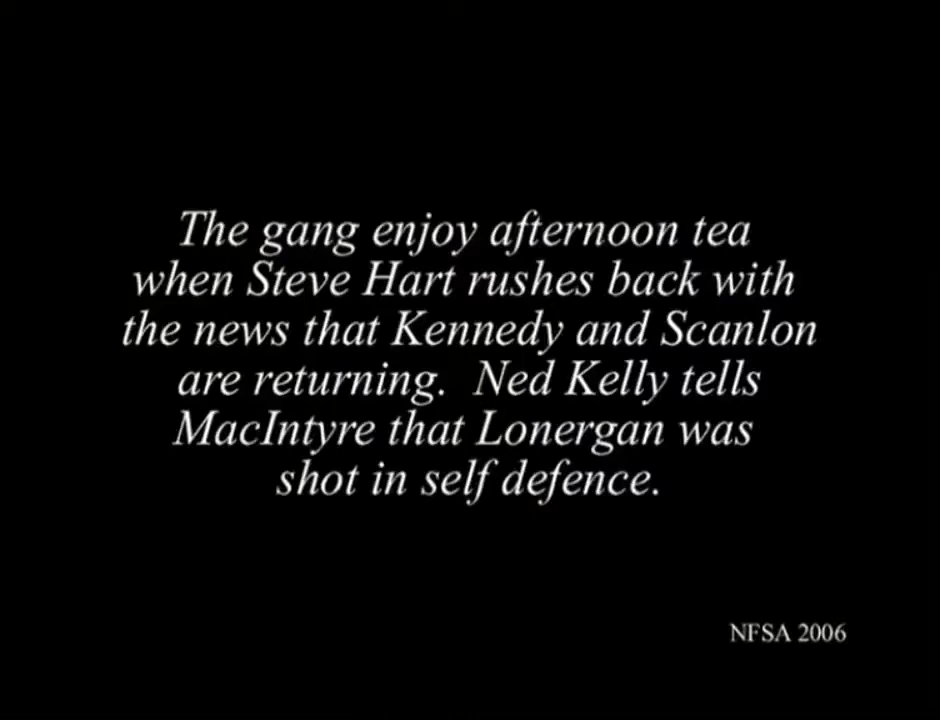 The gang enjoy afternoon tea
when Steve Hart rushes back with
the news that Kennedy and Scanlon
are returning.  Ned Kelly tells
MacIntyre that Lonergan was
shot in self defence.
NFSA 2006